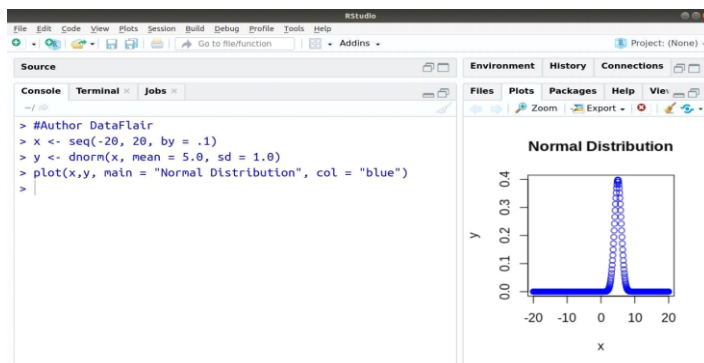 RStudio
File Edit Code View Plots Session Build Debug Profile Tools Help
Go to file/function Addins Project: (None)
Source
Console Terminal Jobs
~/
> #Author DataFlair
> x <- seq(-20, 20, by = .1)
> y <- dnorm(x, mean = 5.0, sd = 1.0)
> plot(x,y, main = "Normal Distribution", col = "blue")
>
Environment History Connections
Files Plots Packages Help View
Zoom Export
Normal Distribution
y
0.4
0.3
0.2
0.1
0.0
-20 -10 0 10 20
x